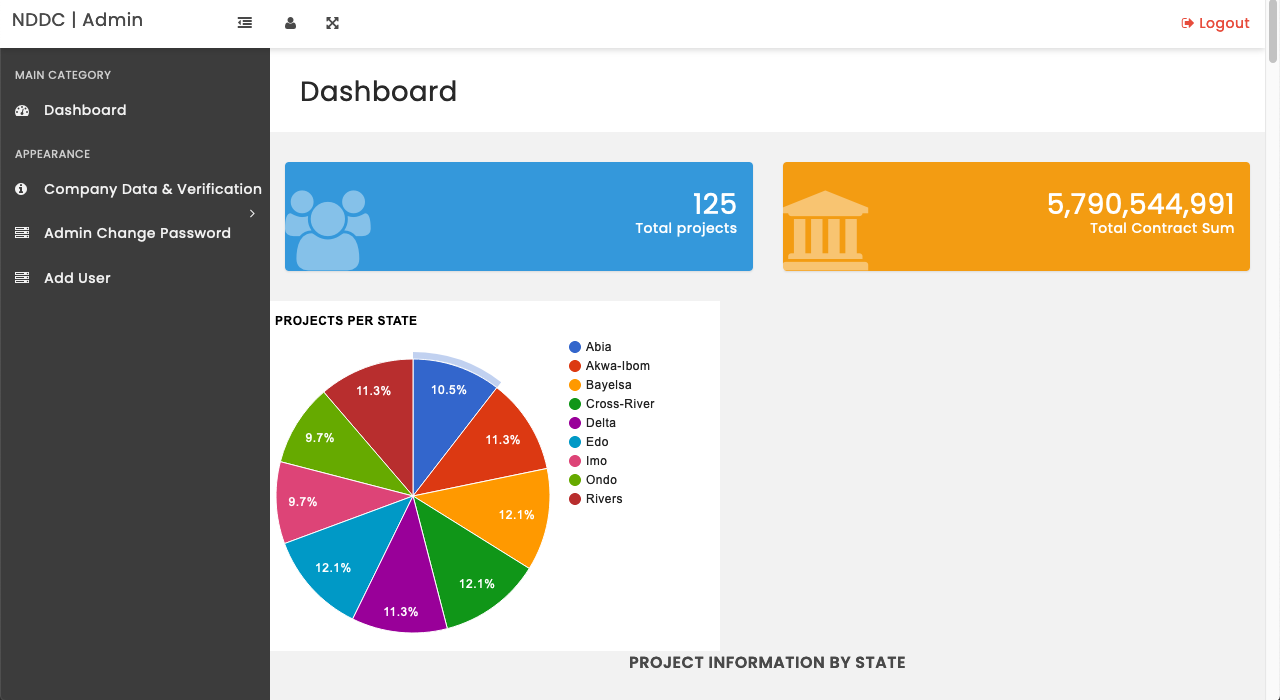 NDDC | Admin
Logout
MAIN CATEGORY
Dashboard
APPEARANCE
Company Data & Verification
Admin Change Password
Add User
Dashboard
125
Total projects
5,790,544,991
Total Contract Sum
PROJECTS PER STATE
10.5%
11.3%
12.1%
12.1%
11.3%
12.1%
9.7%
9.7%
11.3%
Abia
Akwa-Ibom
Bayelsa
Cross-River
Delta
Edo
Imo
Ondo
Rivers
PROJECT INFORMATION BY STATE